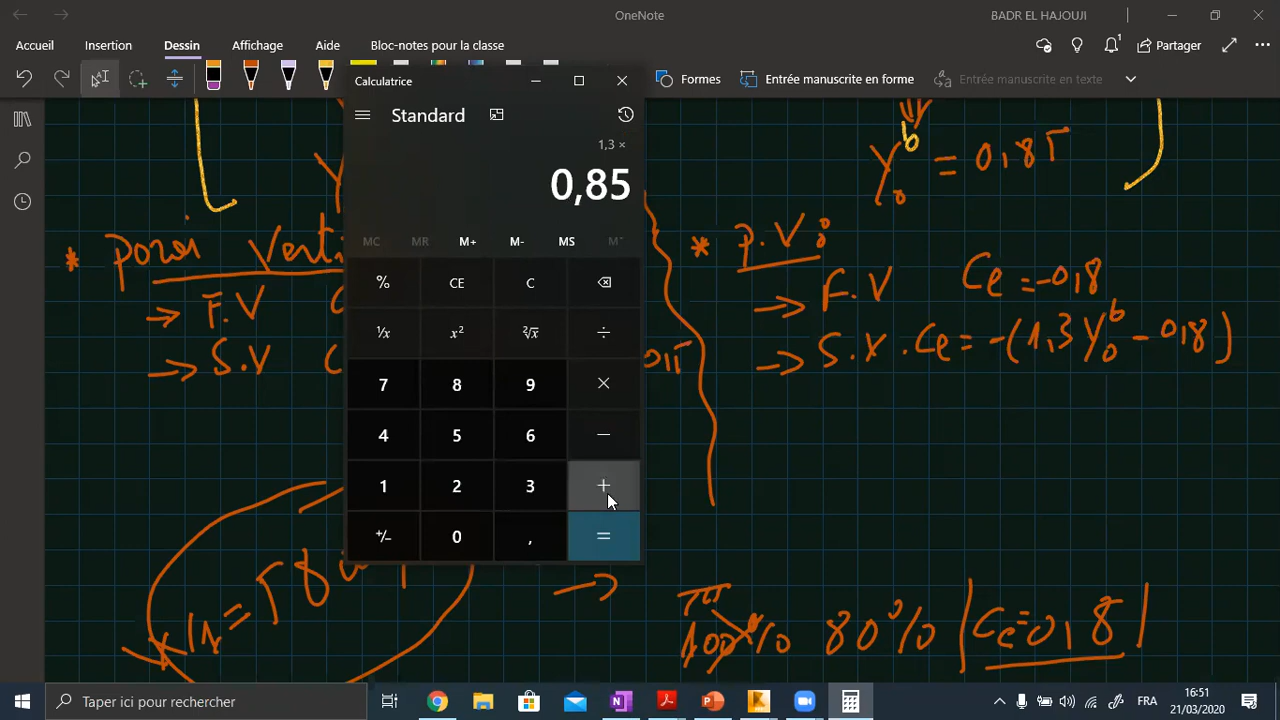 OneNote
BADR EL HAJOUJI
Accueil
Insertion
Dessin
Affichage
Aide
Bloc-notes pour la classe
Partager
Formes
Entrée manuscrite en forme
Entrée manuscrite en texte
Calculatrice
Standard
1,3 ×
0,85
MC MR M+ M- MS M˅
% CE C
¹/x x² ²√x ÷
7 8 9 ×
4 5 6 −
1 2 3 +
+/- 0 , =
γ₀ᵇ = 0,85
* Verti
→ F.V
→ S.V
* P.V :
→ F.V Ce = -0,8
→ S.V. Ce = -(1,3 γ₀ᵇ - 0,8)
→
100% 80% | Ce=0,8 |
Taper ici pour rechercher
FRA
16:51
21/03/2020